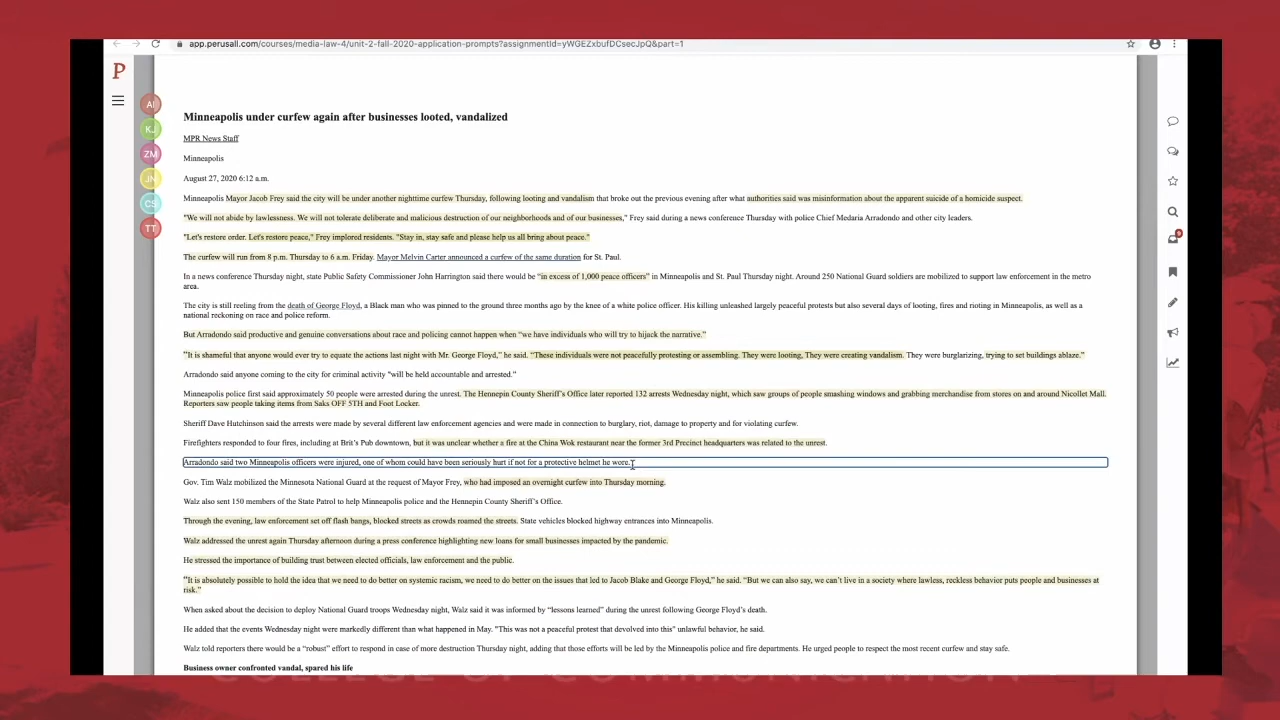 app.perusall.com/courses/media-law-4/unit-2-fall-2020-application-prompts?assignmentId=yWGEZxbufDCsecJpQ&part=1
P
AI
KJ
ZM
JN
CS
TT
9
Minneapolis under curfew again after businesses looted, vandalized
MPR News Staff
Minneapolis
August 27, 2020 6:12 a.m.
Minneapolis Mayor Jacob Frey said the city will be under another nighttime curfew Thursday, following looting and vandalism that broke out the previous evening after what authorities said was misinformation about the apparent suicide of a homicide suspect.
"We will not abide by lawlessness. We will not tolerate deliberate and malicious destruction of our neighborhoods and of our businesses," Frey said during a news conference Thursday with police Chief Medaria Arradondo and other city leaders.
"Let's restore order. Let's restore peace," Frey implored residents. "Stay in, stay safe and please help us all bring about peace."
The curfew will run from 8 p.m. Thursday to 6 a.m. Friday. Mayor Melvin Carter announced a curfew of the same duration for St. Paul.
In a news conference Thursday night, state Public Safety Commissioner John Harrington said there would be "in excess of 1,000 peace officers" in Minneapolis and St. Paul Thursday night. Around 250 National Guard soldiers are mobilized to support law enforcement in the metro
area.
The city is still reeling from the death of George Floyd, a Black man who was pinned to the ground three months ago by the knee of a white police officer. His killing unleashed largely peaceful protests but also several days of looting, fires and rioting in Minneapolis, as well as a
national reckoning on race and police reform.
But Arradondo said productive and genuine conversations about race and policing cannot happen when “we have individuals who will try to hijack the narrative.”
“It is shameful that anyone would ever try to equate the actions last night with Mr. George Floyd,” he said. “These individuals were not peacefully protesting or assembling. They were looting, They were creating vandalism. They were burglarizing, trying to set buildings ablaze.”
Arradondo said anyone coming to the city for criminal activity "will be held accountable and arrested."
Minneapolis police first said approximately 50 people were arrested during the unrest. The Hennepin County Sheriff’s Office later reported 132 arrests Wednesday night, which saw groups of people smashing windows and grabbing merchandise from stores on and around Nicollet Mall.
Reporters saw people taking items from Saks OFF 5TH and Foot Locker.
Sheriff Dave Hutchinson said the arrests were made by several different law enforcement agencies and were made in connection to burglary, riot, damage to property and for violating curfew.
Firefighters responded to four fires, including at Brit’s Pub downtown, but it was unclear whether a fire at the China Wok restaurant near the former 3rd Precinct headquarters was related to the unrest.
Arradondo said two Minneapolis officers were injured, one of whom could have been seriously hurt if not for a protective helmet he wore.
Gov. Tim Walz mobilized the Minnesota National Guard at the request of Mayor Frey, who had imposed an overnight curfew into Thursday morning.
Walz also sent 150 members of the State Patrol to help Minneapolis police and the Hennepin County Sheriff’s Office.
Through the evening, law enforcement set off flash bangs, blocked streets as crowds roamed the streets. State vehicles blocked highway entrances into Minneapolis.
Walz addressed the unrest again Thursday afternoon during a press conference highlighting new loans for small businesses impacted by the pandemic.
He stressed the importance of building trust between elected officials, law enforcement and the public.
“It is absolutely possible to hold the idea that we need to do better on systemic racism, we need to do better on the issues that led to Jacob Blake and George Floyd,” he said. “But we can also say, we can’t live in a society where lawless, reckless behavior puts people and businesses at
risk.”
When asked about the decision to deploy National Guard troops Wednesday night, Walz said it was informed by “lessons learned” during the unrest following George Floyd’s death.
He added that the events Wednesday night were markedly different than what happened in May. "This was not a peaceful protest that devolved into this" unlawful behavior, he said.
Walz told reporters there would be a “robust” effort to respond in case of more destruction Thursday night, adding that those efforts will be led by the Minneapolis police and fire departments. He urged people to respect the most recent curfew and stay safe.
Business owner confronted vandal, spared his life
COLLEGE OF COMMUNICATION